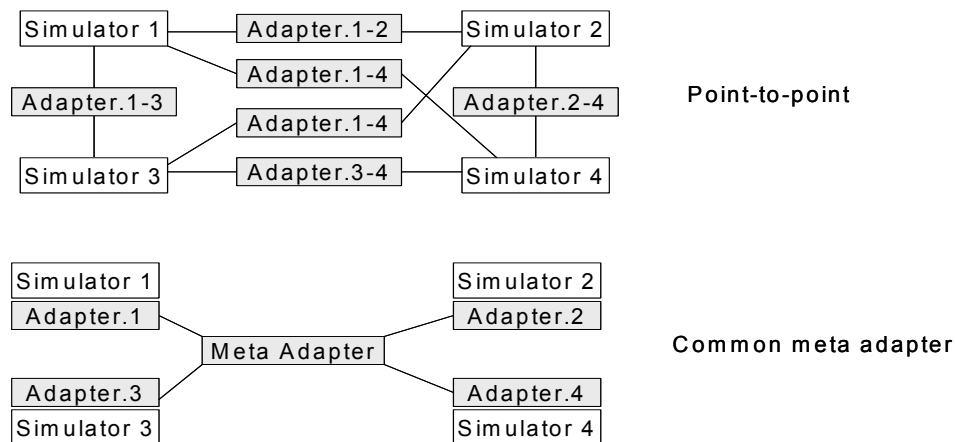 Simulator 1
Adapter.1-2
Simulator 2
Adapter.1-4
Adapter.1-3
Adapter.2-4
Point-to-point
Adapter.1-4
Simulator 3
Adapter.3-4
Simulator 4
Simulator 1
Simulator 2
Adapter.1
Adapter.2
Meta Adapter
Common meta adapter
Adapter.3
Adapter.4
Simulator 3
Simulator 4